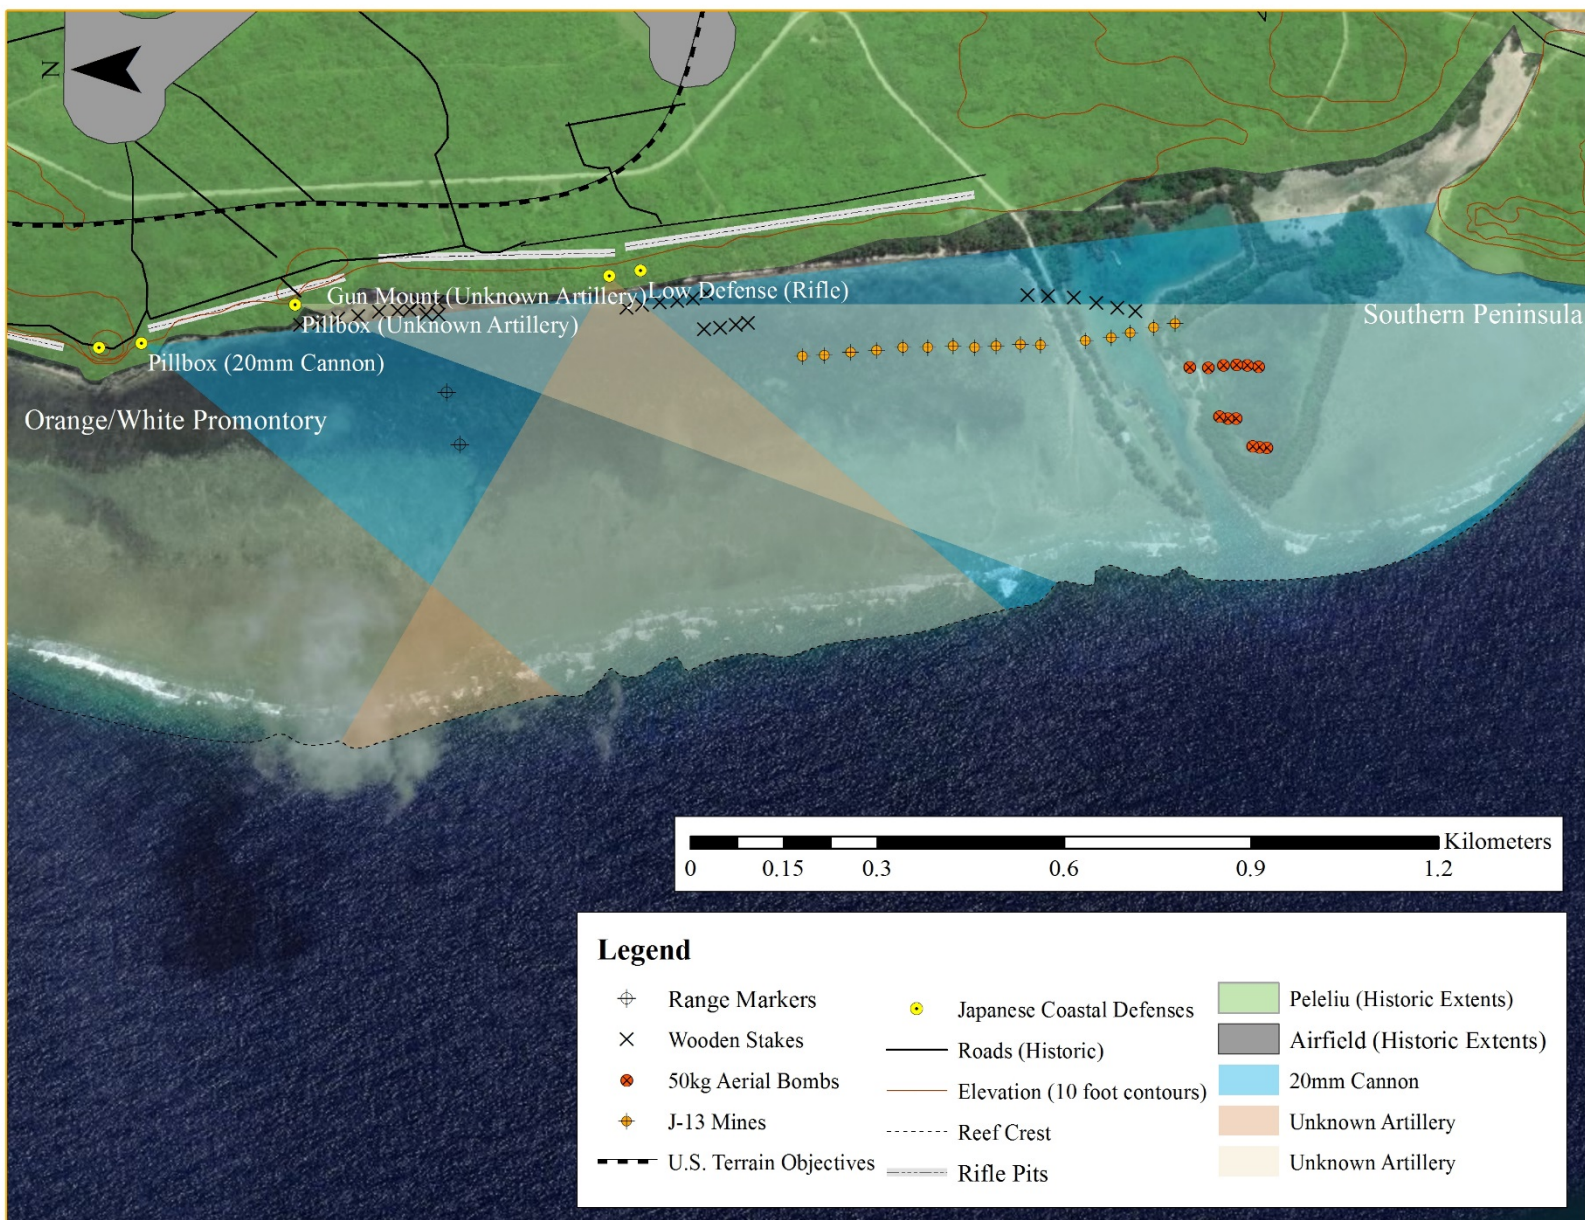 N
Gun Mount (Unknown Artillery)
Low Defense (Rifle)
Pillbox (Unknown Artillery)
Southern Peninsula
Pillbox (20mm Cannon)
Orange/White Promontory
Kilometers
0 0.15 0.3 0.6 0.9 1.2
Legend
Range Markers
Wooden Stakes
50kg Aerial Bombs
J-13 Mines
U.S. Terrain Objectives
Japanese Coastal Defenses
Roads (Historic)
Elevation (10 foot contours)
Reef Crest
Rifle Pits
Peleliu (Historic Extents)
Airfield (Historic Extents)
20mm Cannon
Unknown Artillery
Unknown Artillery